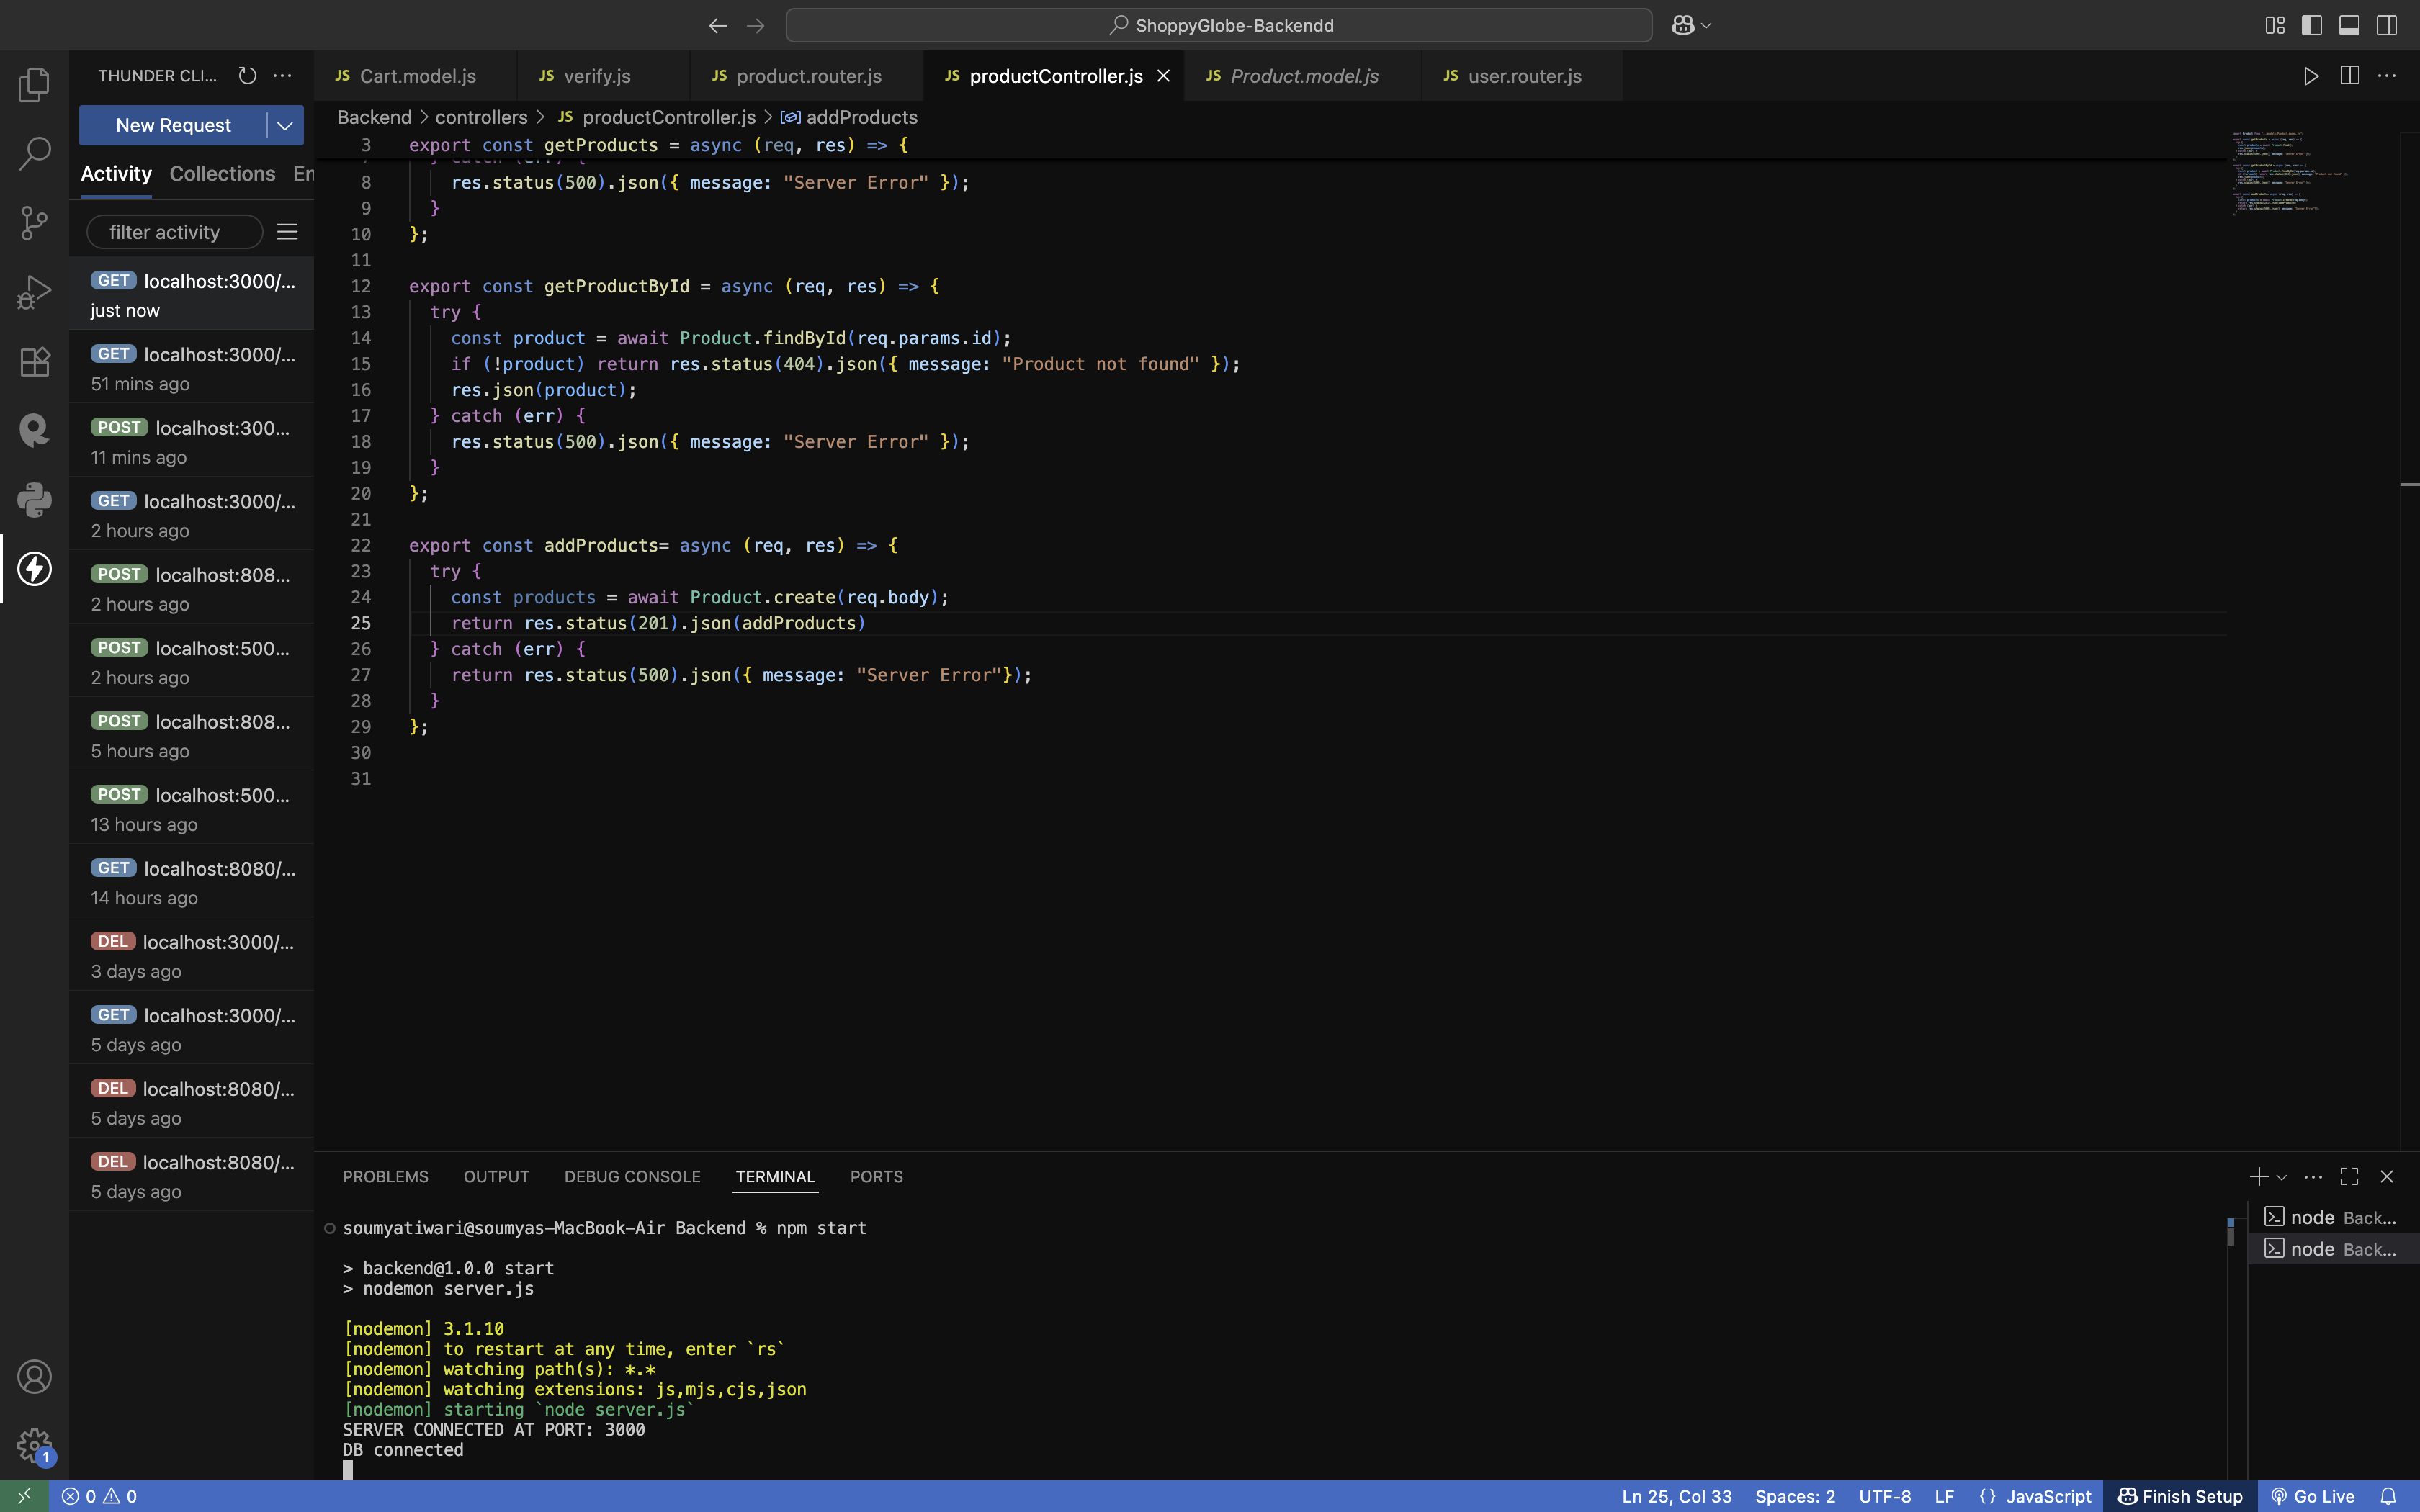 ShoppyGlobe-Backendd
THUNDER CLI...
New Request
Activity Collections En
filter activity
GET localhost:3000/...
just now
GET localhost:3000/...
51 mins ago
POST localhost:300...
11 mins ago
GET localhost:3000/...
2 hours ago
POST localhost:808...
2 hours ago
POST localhost:500...
2 hours ago
POST localhost:808...
5 hours ago
POST localhost:500...
13 hours ago
GET localhost:8080/...
14 hours ago
DEL localhost:3000/...
3 days ago
GET localhost:3000/...
5 days ago
DEL localhost:8080/...
5 days ago
DEL localhost:8080/...
5 days ago
JS Cart.model.js JS verify.js JS product.router.js JS productController.js JS Product.model.js JS user.router.js
Backend > controllers > JS productController.js > addProducts
3 export const getProducts = async (req, res) => {
8 res.status(500).json({ message: "Server Error" });
9 }
10 };
11
12 export const getProductById = async (req, res) => {
13 try {
14 const product = await Product.findById(req.params.id);
15 if (!product) return res.status(404).json({ message: "Product not found" });
16 res.json(product);
17 } catch (err) {
18 res.status(500).json({ message: "Server Error" });
19 }
20 };
21
22 export const addProducts= async (req, res) => {
23 try {
24 const products = await Product.create(req.body);
25 return res.status(201).json(addProducts)
26 } catch (err) {
27 return res.status(500).json({ message: "Server Error"});
28 }
29 };
30
31
PROBLEMS OUTPUT DEBUG CONSOLE TERMINAL PORTS
soumyatiwari@soumyas-MacBook-Air Backend % npm start
> backend@1.0.0 start
> nodemon server.js
[nodemon] 3.1.10
[nodemon] to restart at any time, enter `rs`
[nodemon] watching path(s): *.*
[nodemon] watching extensions: js,mjs,cjs,json
[nodemon] starting `node server.js`
SERVER CONNECTED AT PORT: 3000
DB connected
node Back...
node Back...
1
0 0 Ln 25, Col 33 Spaces: 2 UTF-8 LF {} JavaScript Finish Setup Go Live